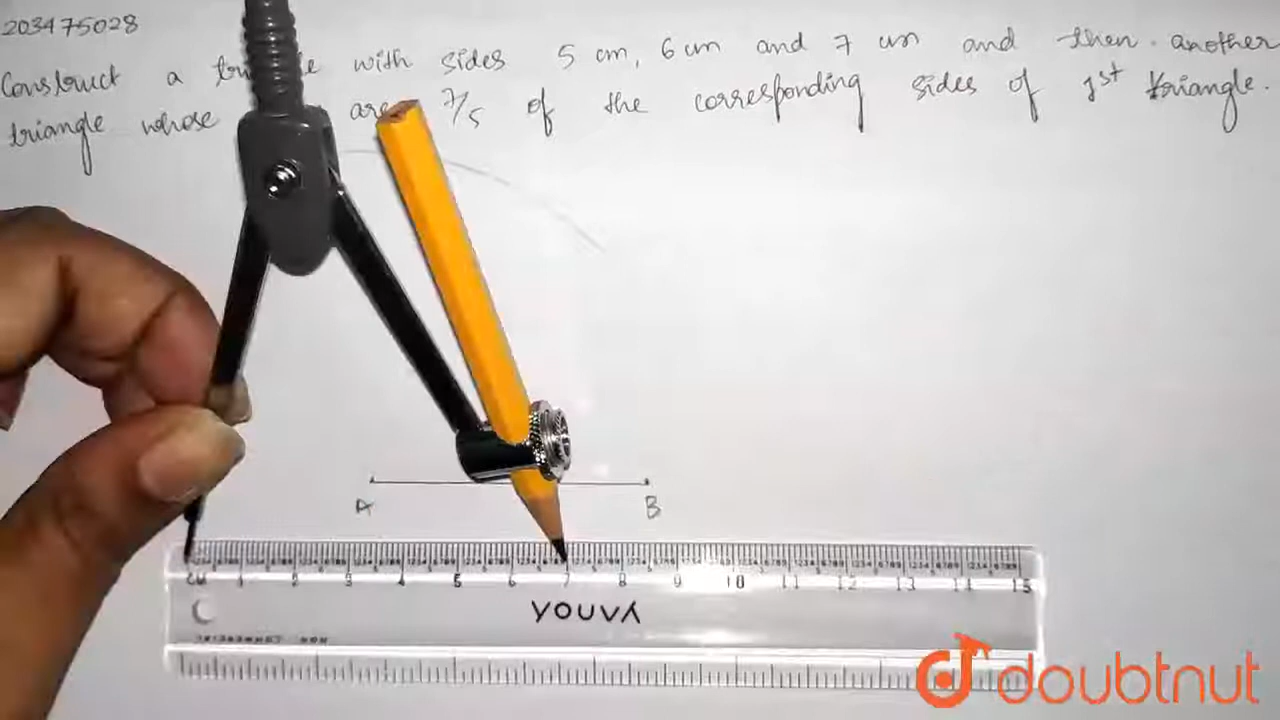 203475028
Construct a with sides 5 cm, 6 cm and 7 cm and then another
triangle whose are 7/5 of the corresponding sides of 1st triangle.
A B
1 2 3 4 5 6 7 8 9 10 11 12 13 14 15
YOUVA
doubtnut